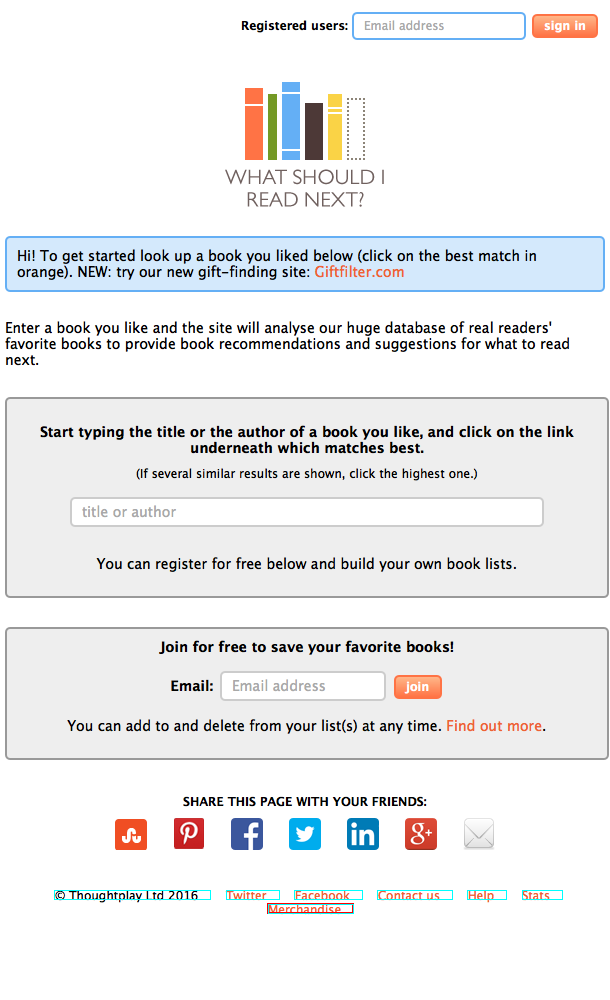 Registered users: Email address sign in
WHAT SHOULD I
READ NEXT?
Hi! To get started look up a book you liked below (click on the best match in
orange). NEW: try our new gift-finding site: Giftfilter.com
Enter a book you like and the site will analyse our huge database of real readers'
favorite books to provide book recommendations and suggestions for what to read
next.
Start typing the title or the author of a book you like, and click on the link
underneath which matches best.
(If several similar results are shown, click the highest one.)
title or author
You can register for free below and build your own book lists.
Join for free to save your favorite books!
Email: Email address join
You can add to and delete from your list(s) at any time. Find out more.
SHARE THIS PAGE WITH YOUR FRIENDS:
© Thoughtplay Ltd 2016 Twitter Facebook Contact us Help Stats
Merchandise